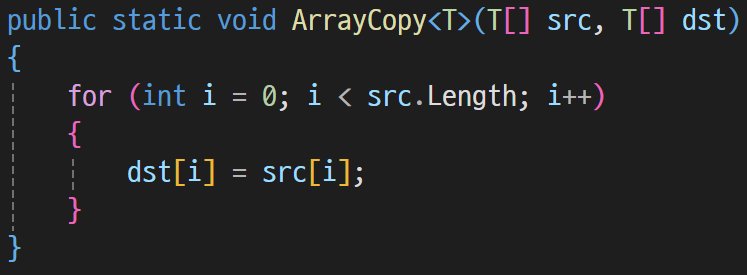 public static void ArrayCopy<T>(T[] src, T[] dst)
{
for (int i = 0; i < src.Length; i++)
{
dst[i] = src[i];
}
}